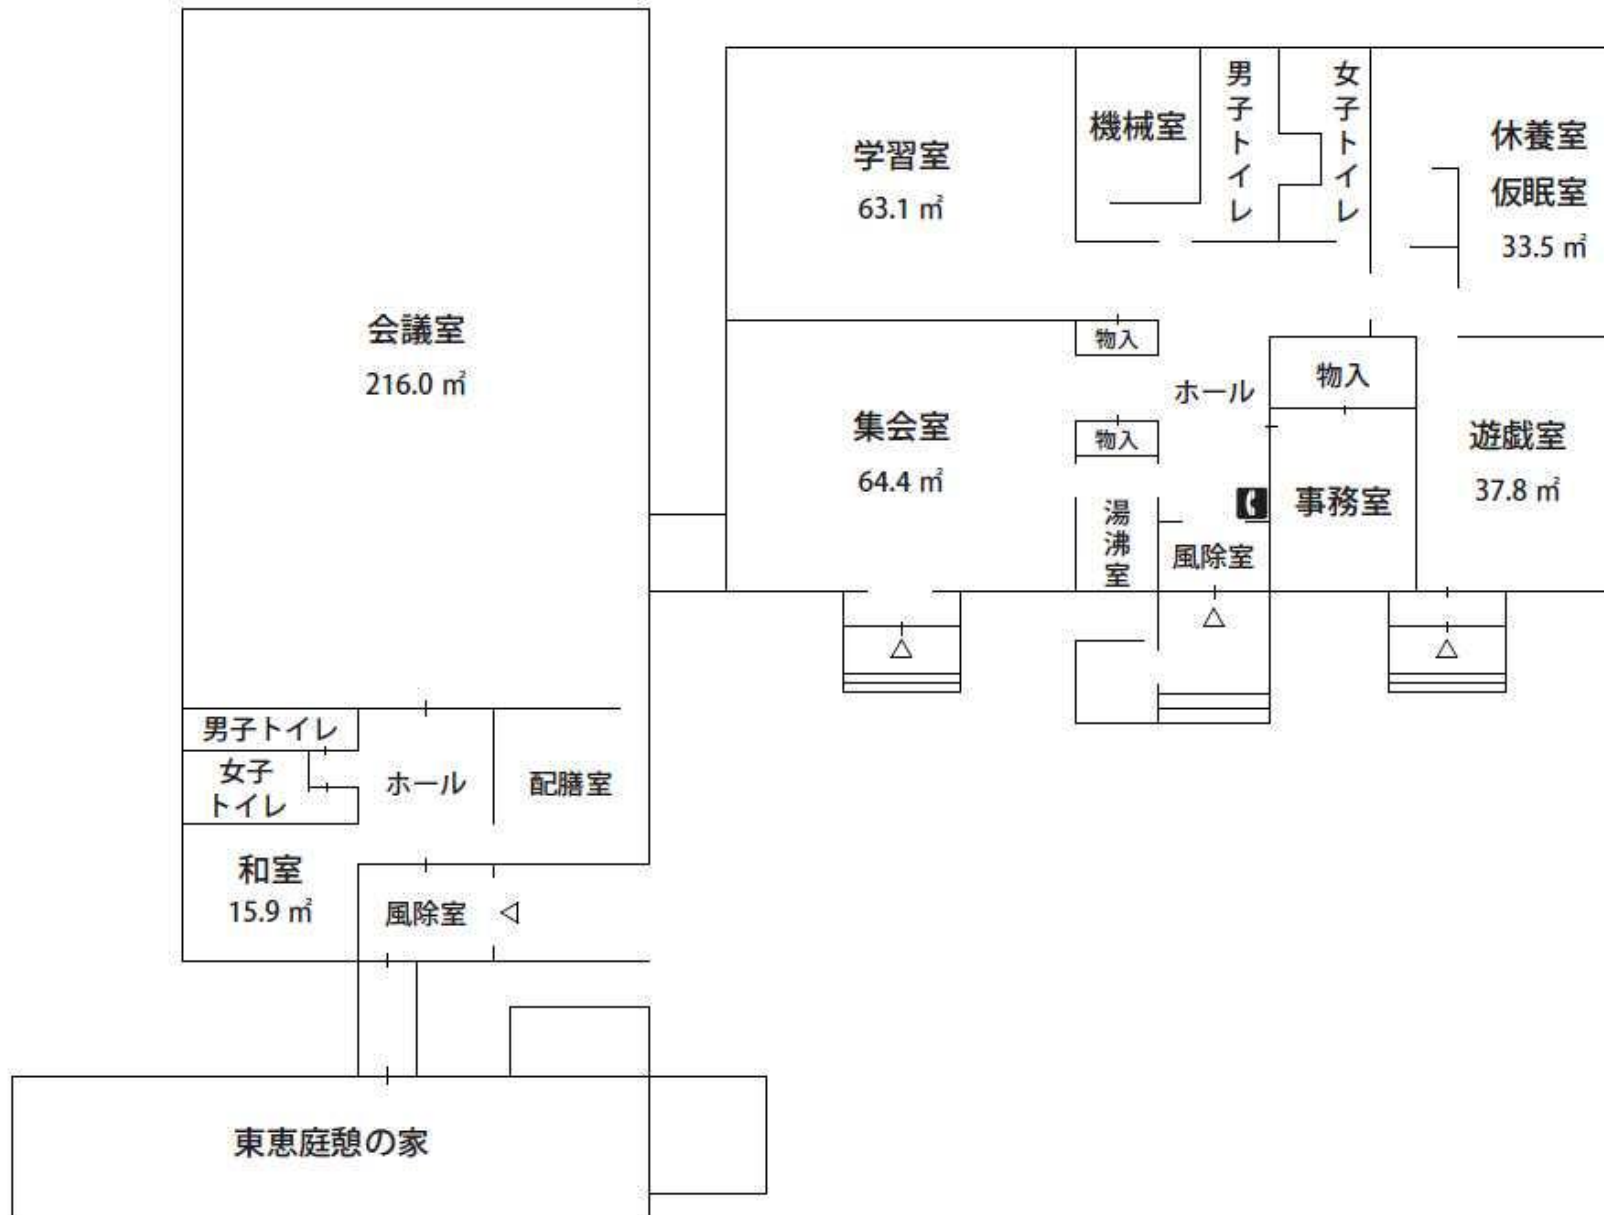 会議室
216.0 ㎡
男子トイレ
女子
トイレ
ホール
配膳室
和室
15.9 ㎡
風除室
東恵庭憩の家
学習室
63.1 ㎡
機械室
男子トイレ
女子トイレ
休養室
仮眠室
33.5 ㎡
集会室
64.4 ㎡
物入
物入
ホール
物入
湯沸室
風除室
事務室
遊戯室
37.8 ㎡